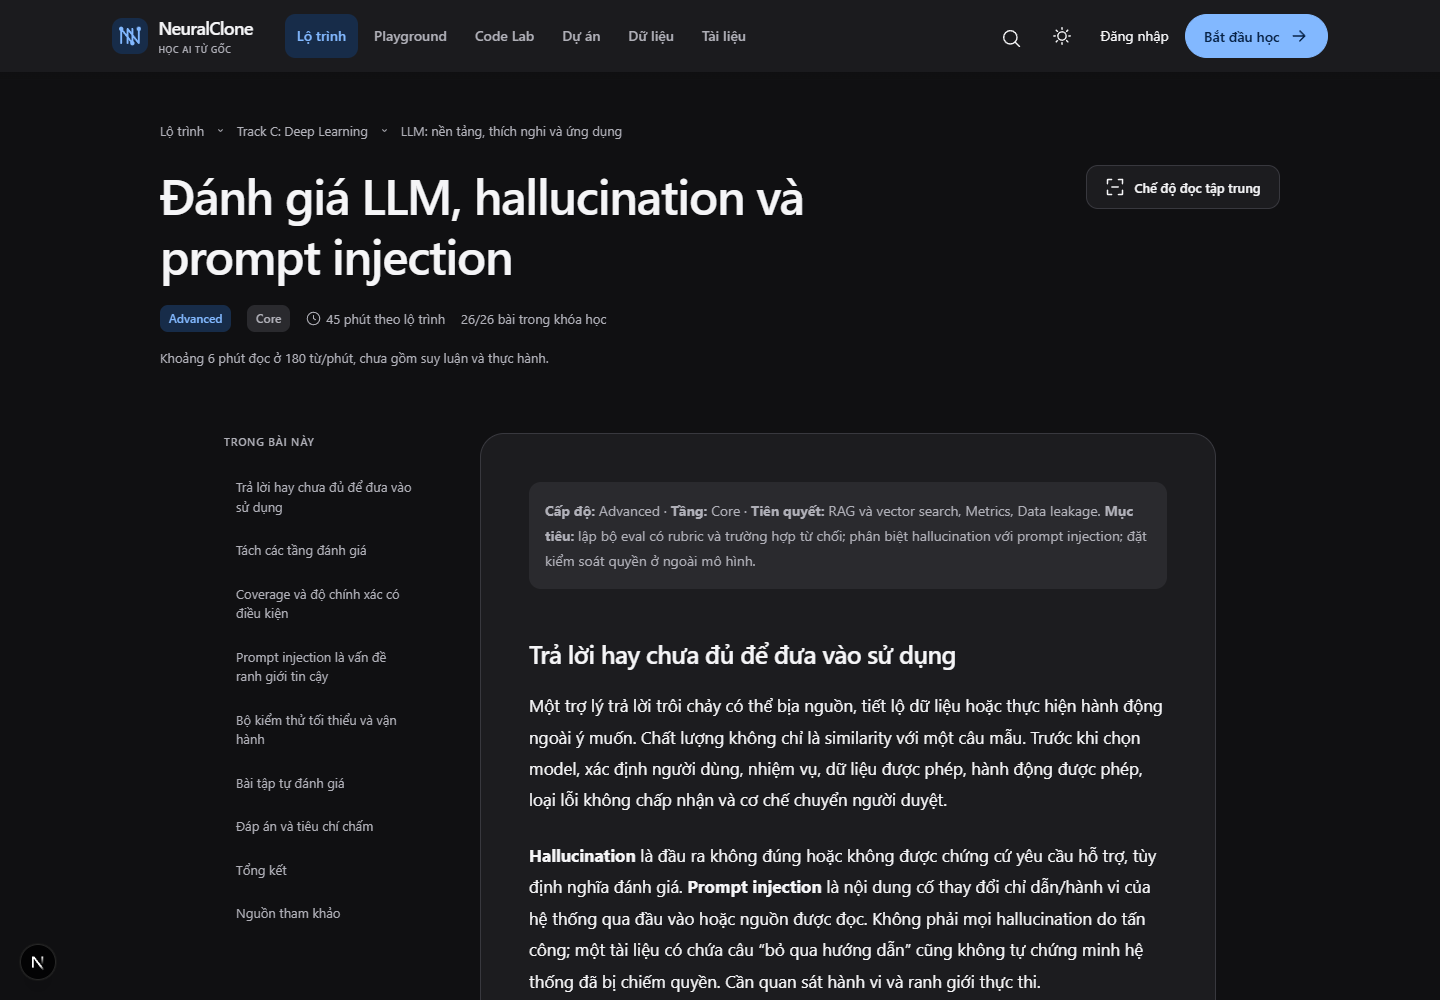 NeuralClone
HỌC AI TỪ GỐC
Lộ trình
Playground
Code Lab
Dự án
Dữ liệu
Tài liệu
Đăng nhập
Bắt đầu học
Lộ trình
Track C: Deep Learning
LLM: nền tảng, thích nghi và ứng dụng
Đánh giá LLM, hallucination và
prompt injection
Chế độ đọc tập trung
Advanced
Core
45 phút theo lộ trình
26/26 bài trong khóa học
Khoảng 6 phút đọc ở 180 từ/phút, chưa gồm suy luận và thực hành.
TRONG BÀI NÀY
Trả lời hay chưa đủ để đưa vào
sử dụng
Tách các tầng đánh giá
Coverage và độ chính xác có
điều kiện
Prompt injection là vấn đề
ranh giới tin cậy
Bộ kiểm thử tối thiểu và vận
hành
Bài tập tự đánh giá
Đáp án và tiêu chí chấm
Tổng kết
Nguồn tham khảo
Cấp độ: Advanced · Tầng: Core · Tiên quyết: RAG và vector search, Metrics, Data leakage. Mục
tiêu: lập bộ eval có rubric và trường hợp từ chối; phân biệt hallucination với prompt injection; đặt
kiểm soát quyền ở ngoài mô hình.
Trả lời hay chưa đủ để đưa vào sử dụng
Một trợ lý trả lời trôi chảy có thể bịa nguồn, tiết lộ dữ liệu hoặc thực hiện hành động
ngoài ý muốn. Chất lượng không chỉ là similarity với một câu mẫu. Trước khi chọn
model, xác định người dùng, nhiệm vụ, dữ liệu được phép, hành động được phép,
loại lỗi không chấp nhận và cơ chế chuyển người duyệt.
Hallucination là đầu ra không đúng hoặc không được chứng cứ yêu cầu hỗ trợ, tùy
định nghĩa đánh giá. Prompt injection là nội dung cố thay đổi chỉ dẫn/hành vi của
hệ thống qua đầu vào hoặc nguồn được đọc. Không phải mọi hallucination do tấn
công; một tài liệu có chứa câu “bỏ qua hướng dẫn” cũng không tự chứng minh hệ
thống đã bị chiếm quyền. Cần quan sát hành vi và ranh giới thực thi.